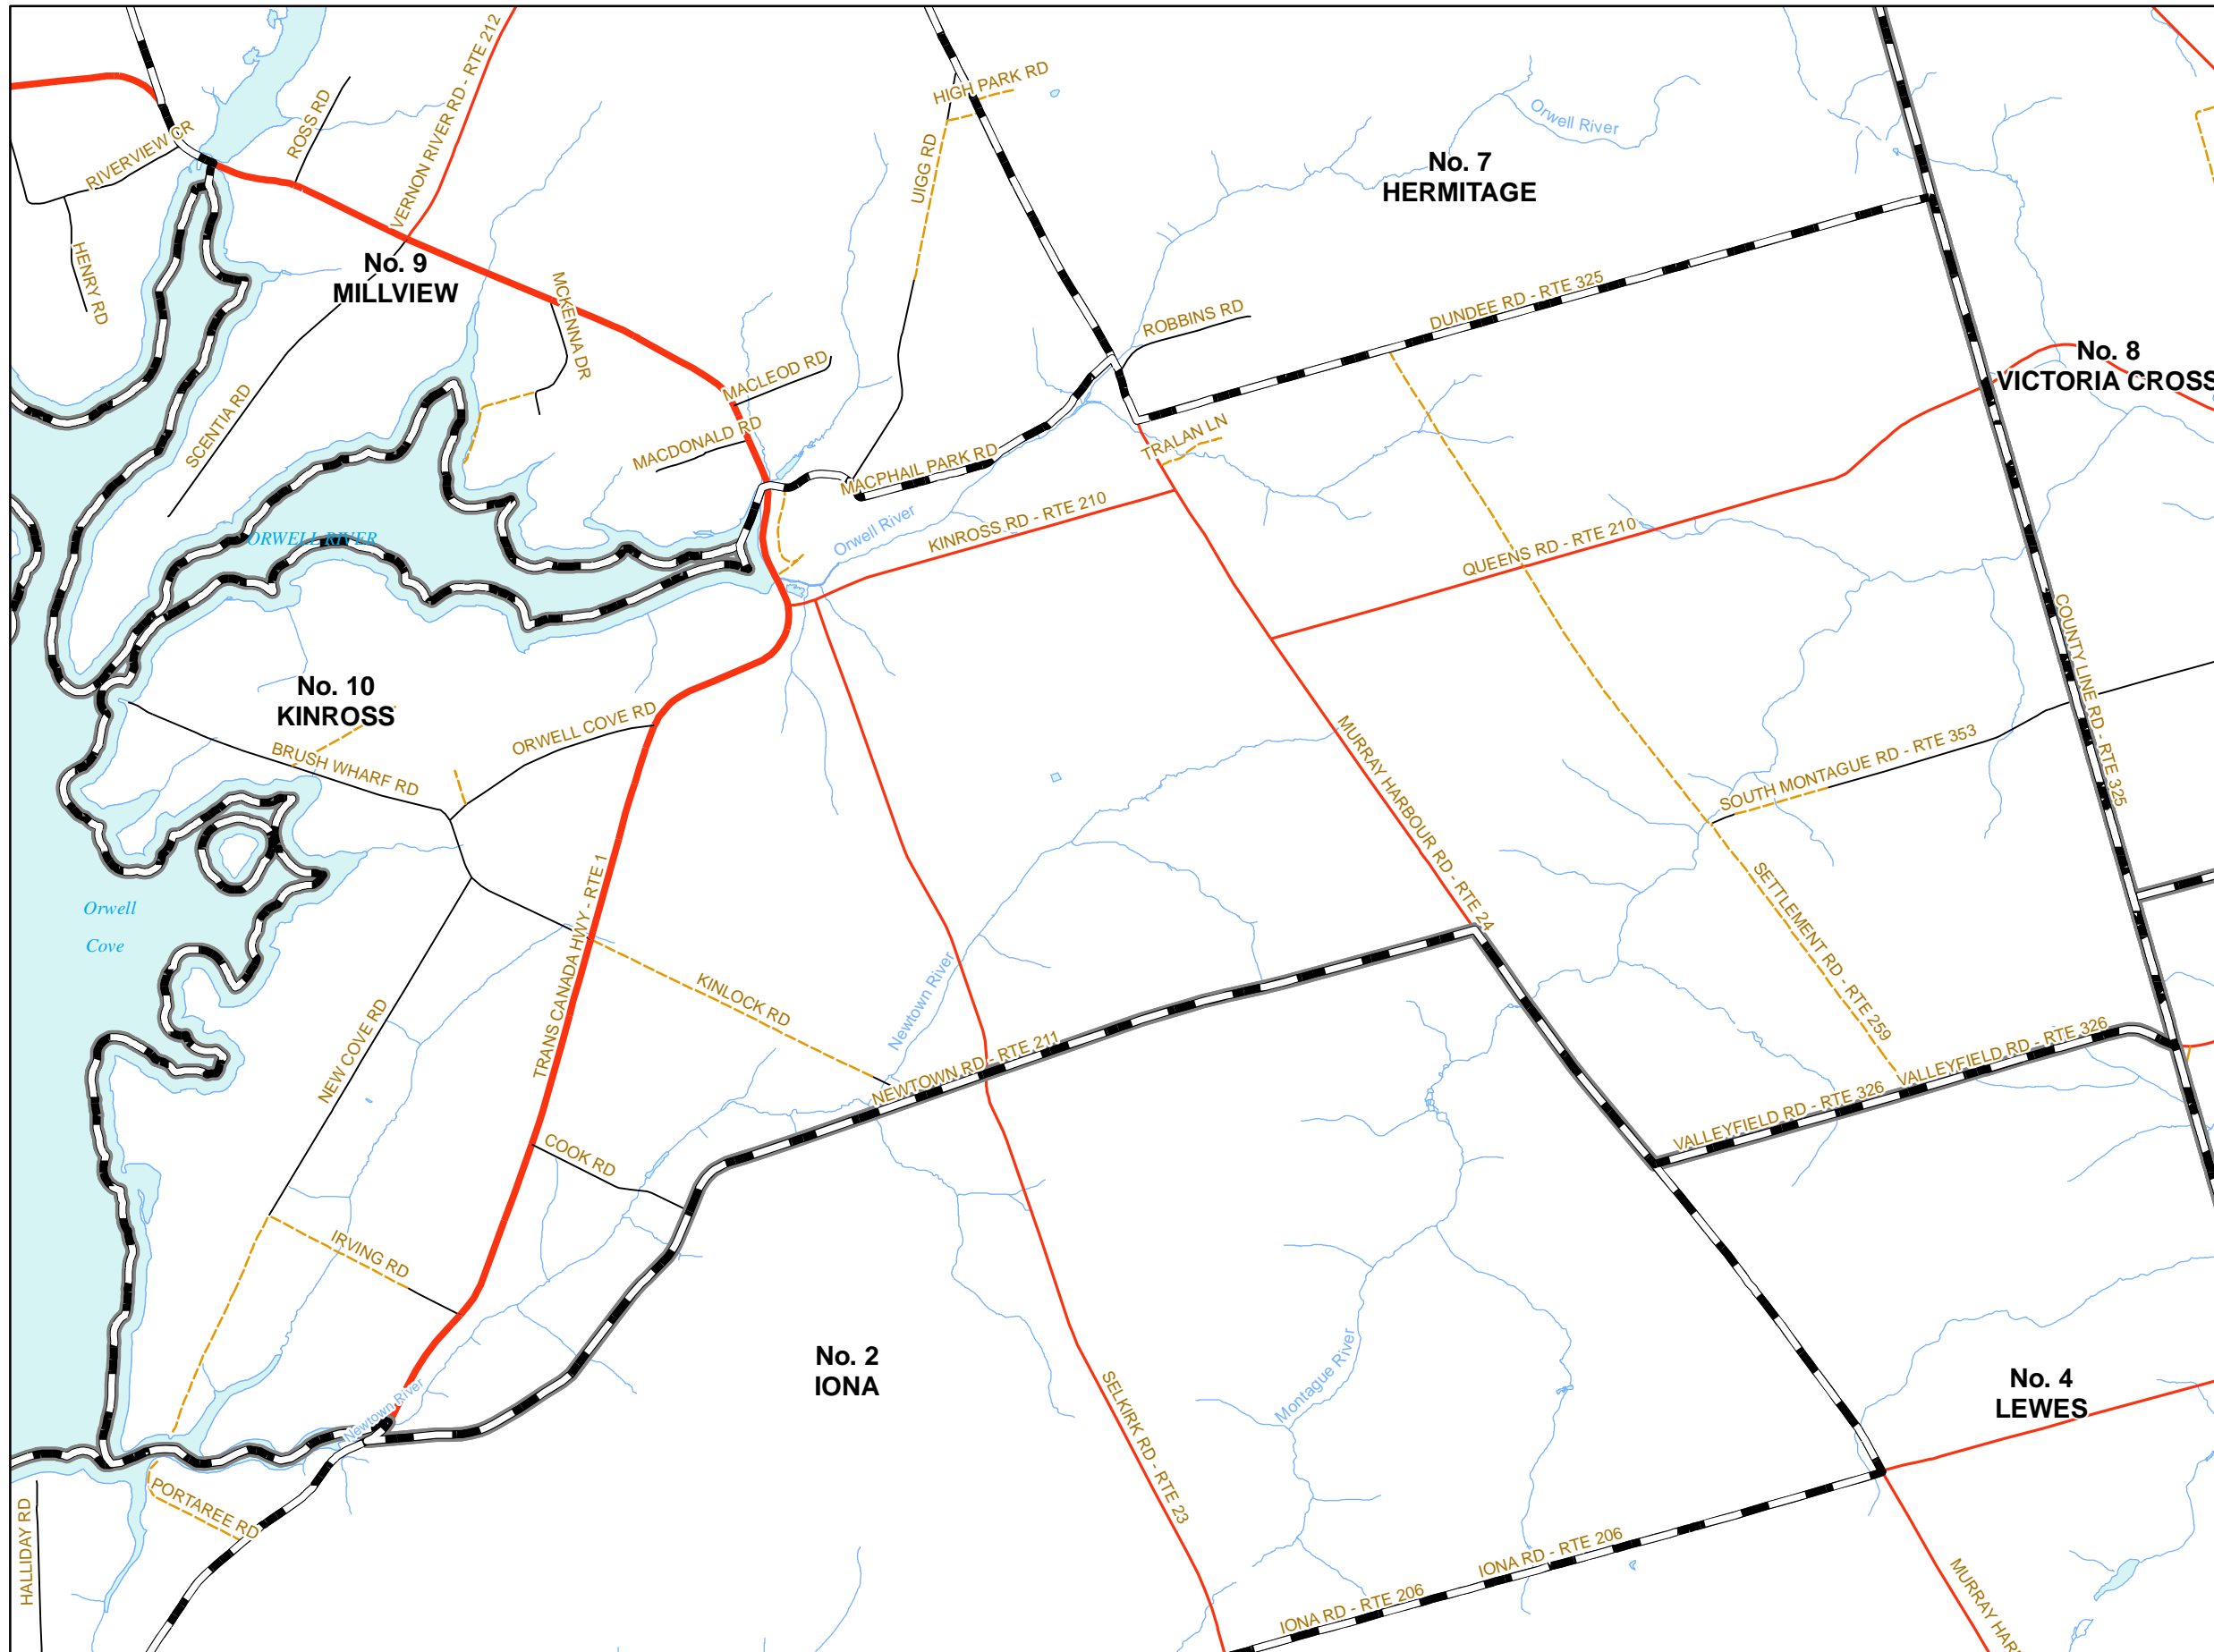 VERNON RIVER RD - RTE 212
HIGH PARK RD
ROSS RD
RIVERVIEW CR
UIGG RD
Orwell River
No. 7
HERMITAGE
HENRY RD
No. 9
MILLVIEW
MCKENNA DR
DUNDEE RD - RTE 325
ROBBINS RD
No. 8
VICTORIA CROSS
MACLEOD RD
SCENTIA RD
MACDONALD RD
TRALAN LN
MACPHAIL PARK RD
ORWELL RIVER
Orwell River
KINROSS RD - RTE 210
QUEENS RD - RTE 210
COUNTY LINE RD - RTE 325
No. 10
KINROSS
ORWELL COVE RD
BRUSH WHARF RD
MURRAY HARBOUR RD - RTE 24
SOUTH MONTAGUE RD - RTE 353
Orwell
Cove
TRANS CANADA HWY - RTE 1
SETTLEMENT RD - RTE 259
KINLOCK RD
Newtown River
NEW COVE RD
NEWTOWN RD - RTE 211
VALLEYFIELD RD - RTE 326
VALLEYFIELD RD - RTE 326
COOK RD
IRVING RD
No. 2
IONA
Montague River
No. 4
LEWES
Newtown River
SELKIRK RD - RTE 23
PORTAREE RD
HALLIDAY RD
IONA RD - RTE 206
IONA RD - RTE 206
MURRAY HAR